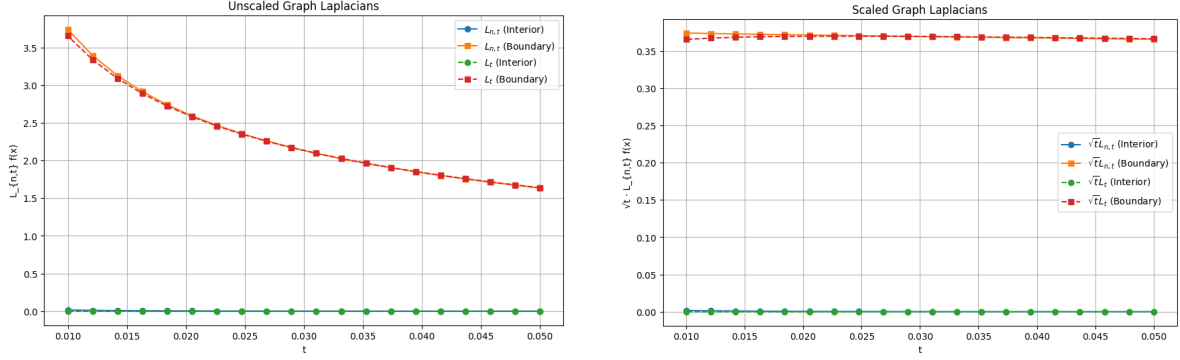 Unscaled Graph Laplacians
L_{n,t} f(x)
3.5
3.0
2.5
2.0
1.5
1.0
0.5
0.0
L_{n,t} (Interior)
L_{n,t} (Boundary)
L_t (Interior)
L_t (Boundary)
0.010 0.015 0.020 0.025 0.030 0.035 0.040 0.045 0.050
t
Scaled Graph Laplacians
√t · L_{n,t} f(x)
0.35
0.30
0.25
0.20
0.15
0.10
0.05
0.00
√t L_{n,t} (Interior)
√t L_{n,t} (Boundary)
√t L_t (Interior)
√t L_t (Boundary)
0.010 0.015 0.020 0.025 0.030 0.035 0.040 0.045 0.050
t